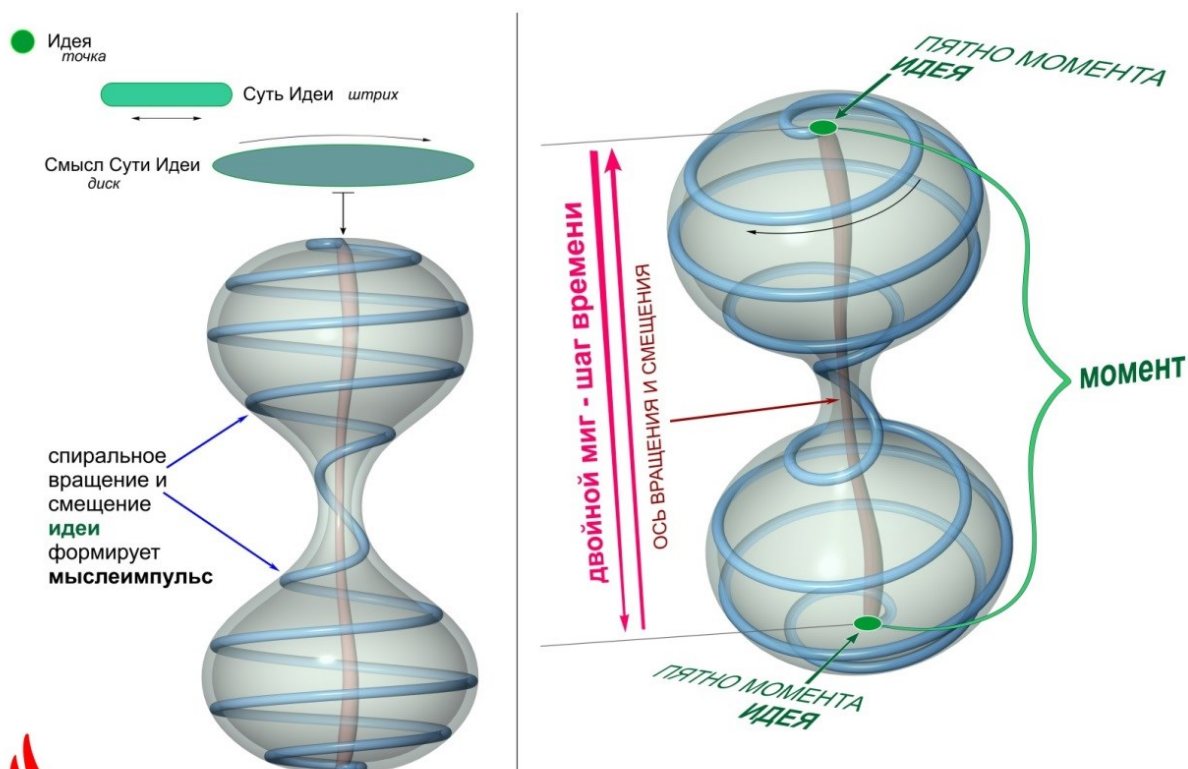 Идея
точка
Суть Идеи штрих
Смысл Сути Идеи
диск
спиральное
вращение и
смещение
идеи
формирует
мыслеимпульс
ПЯТНО МОМЕНТА
ИДЕЯ
двойной миг - шаг времени
ОСЬ ВРАЩЕНИЯ И СМЕЩЕНИЯ
МОМЕНТ
ПЯТНО МОМЕНТА
ИДЕЯ